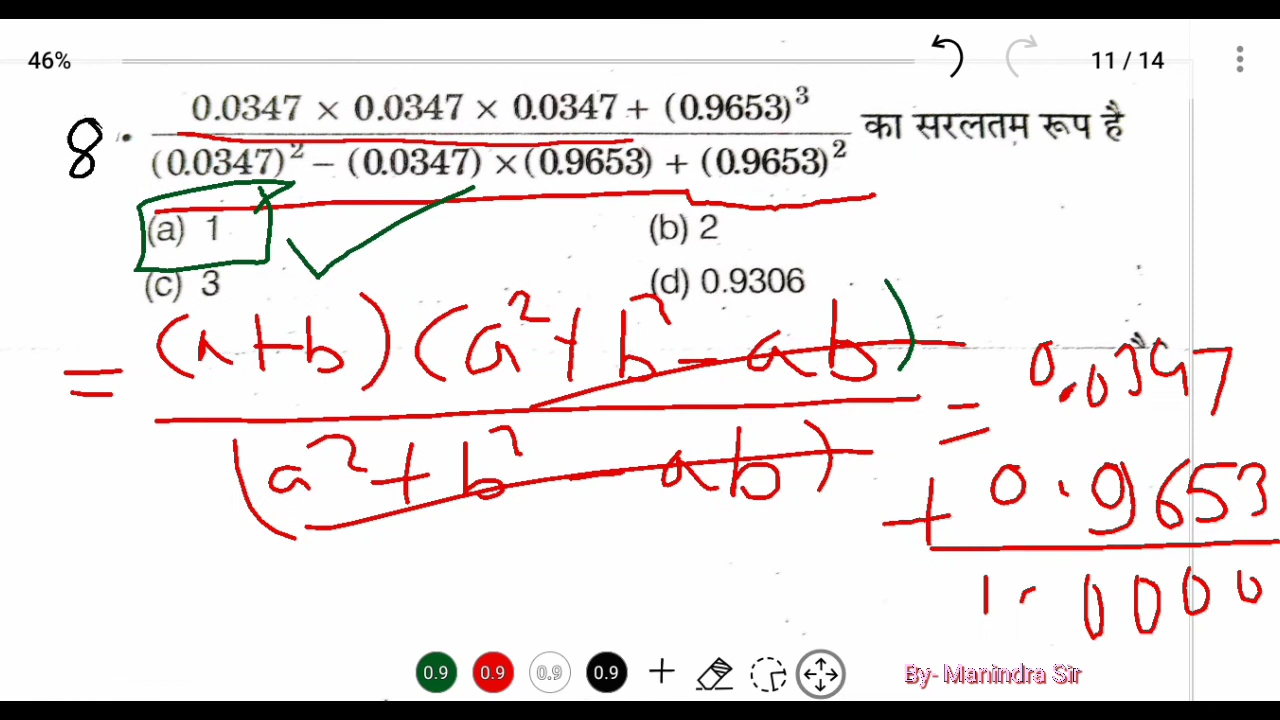 46% 11 / 14
8. 0.0347 × 0.0347 × 0.0347 + (0.9653)³
(0.0347)² − (0.0347) ×(0.9653) + (0.9653)² का सरलतम रूप है
(a) 1 (b) 2
(c) 3 (d) 0.9306
= (a+b) (a²+b²−ab)
(a²+b²−ab)
= 0.0347
+ 0.9653
1.0000
0.9 0.9 0.9 0.9 +
By- Manindra Sir